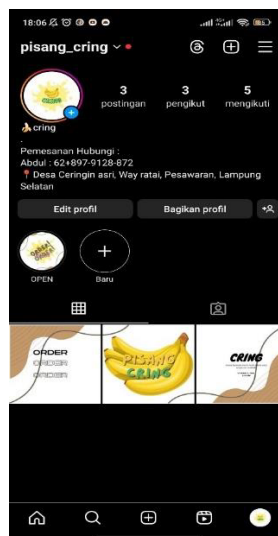 18:06
pisang_cring
3
postingan
3
pengikut
5
mengikuti
🍌cring
.
Pemesanan Hubungi :
Abdul : 62+897-9128-872
📍 Desa Ceringin asri, Way ratai, Pesawaran, Lampung
Selatan
Edit profil
Bagikan profil
OPEN
Baru
ORDER
ORDER
ORDER
PISANG
CRING
CRING